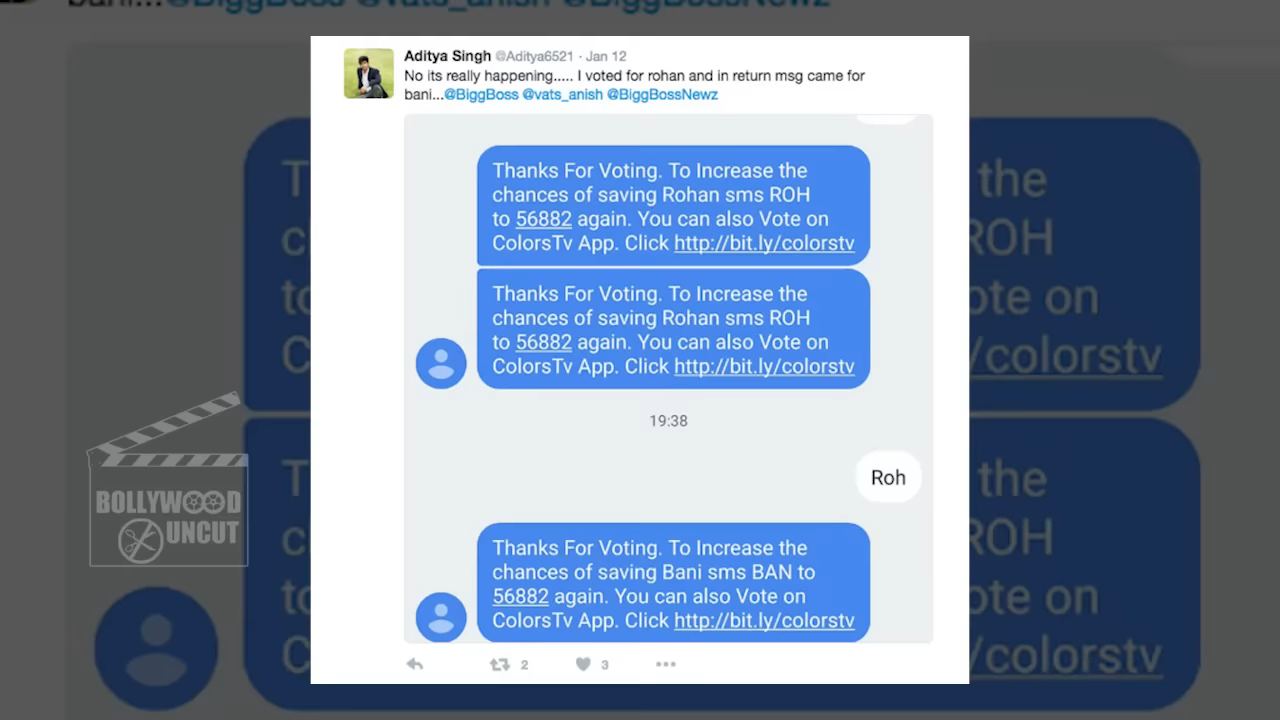 Aditya Singh @Aditya6521 · Jan 12
No its really happening..... I voted for rohan and in return msg came for
bani...@BiggBoss @vats_anish @BiggBossNewz
Thanks For Voting. To Increase the
chances of saving Rohan sms ROH
to 56882 again. You can also Vote on
ColorsTv App. Click http://bit.ly/colorstv
Thanks For Voting. To Increase the
chances of saving Rohan sms ROH
to 56882 again. You can also Vote on
ColorsTv App. Click http://bit.ly/colorstv
19:38
Roh
Thanks For Voting. To Increase the
chances of saving Bani sms BAN to
56882 again. You can also Vote on
ColorsTv App. Click http://bit.ly/colorstv
2
3
BOLLYWOOD
UNCUT